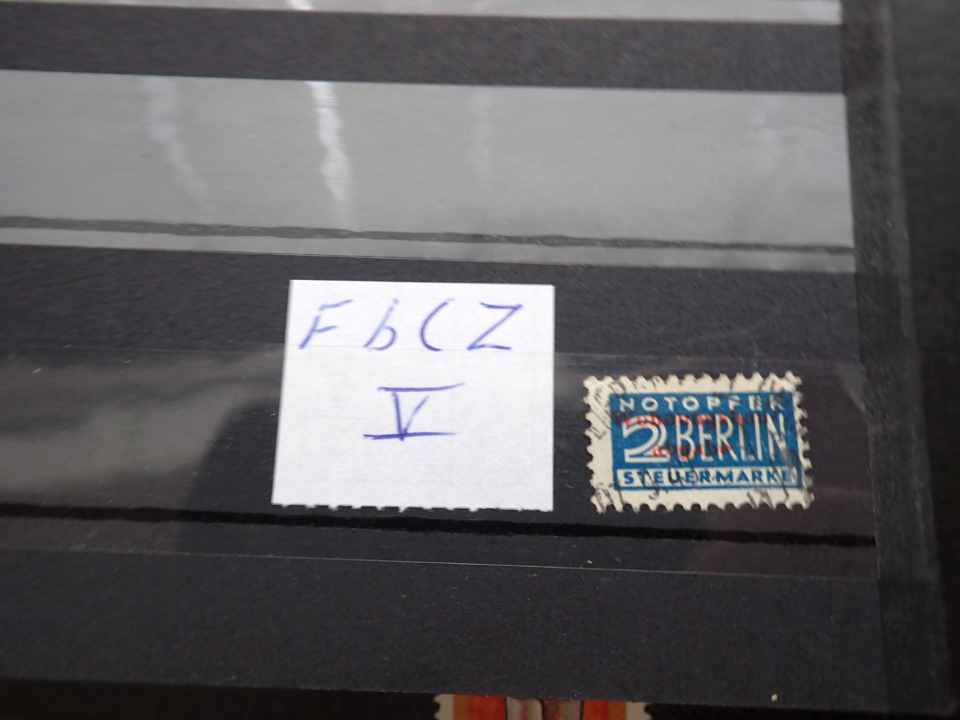 FbCZ
V
NOTOPFER
2 BERLIN
STEUERMARKE